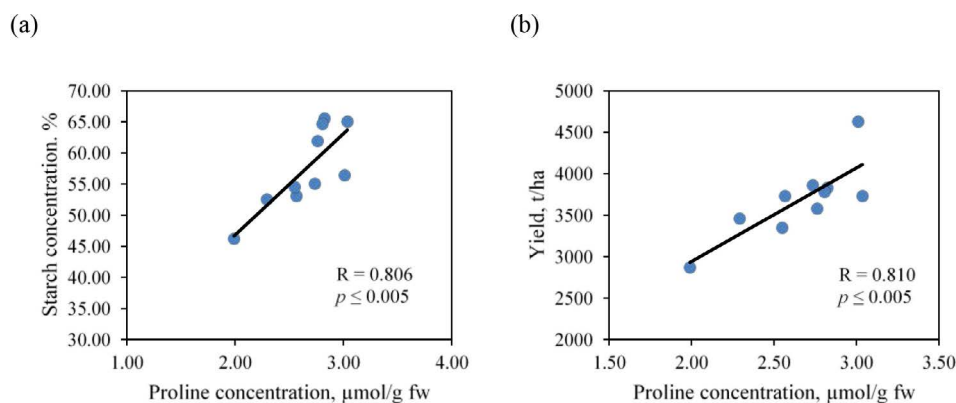 (a)
(b)
Starch concentration. %
70.00
65.00
60.00
55.00
50.00
45.00
40.00
35.00
30.00
R = 0.806
p ≤ 0.005
1.00 2.00 3.00 4.00
Proline concentration, µmol/g fw
Yield, t/ha
5000
4500
4000
3500
3000
2500
2000
R = 0.810
p ≤ 0.005
1.50 2.00 2.50 3.00 3.50
Proline concentration, µmol/g fw